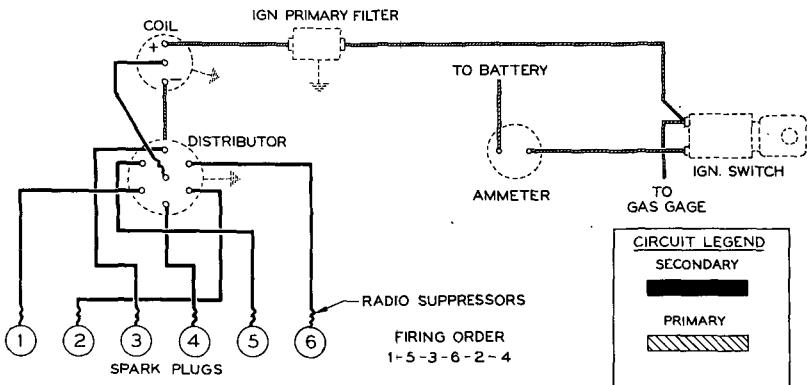 IGN PRIMARY FILTER
COIL
+
−
TO BATTERY
DISTRIBUTOR
AMMETER
IGN. SWITCH
TO
GAS GAGE
CIRCUIT LEGEND
SECONDARY
PRIMARY
RADIO SUPPRESSORS
1 2 3 4 5 6
FIRING ORDER
1-5-3-6-2-4
SPARK PLUGS